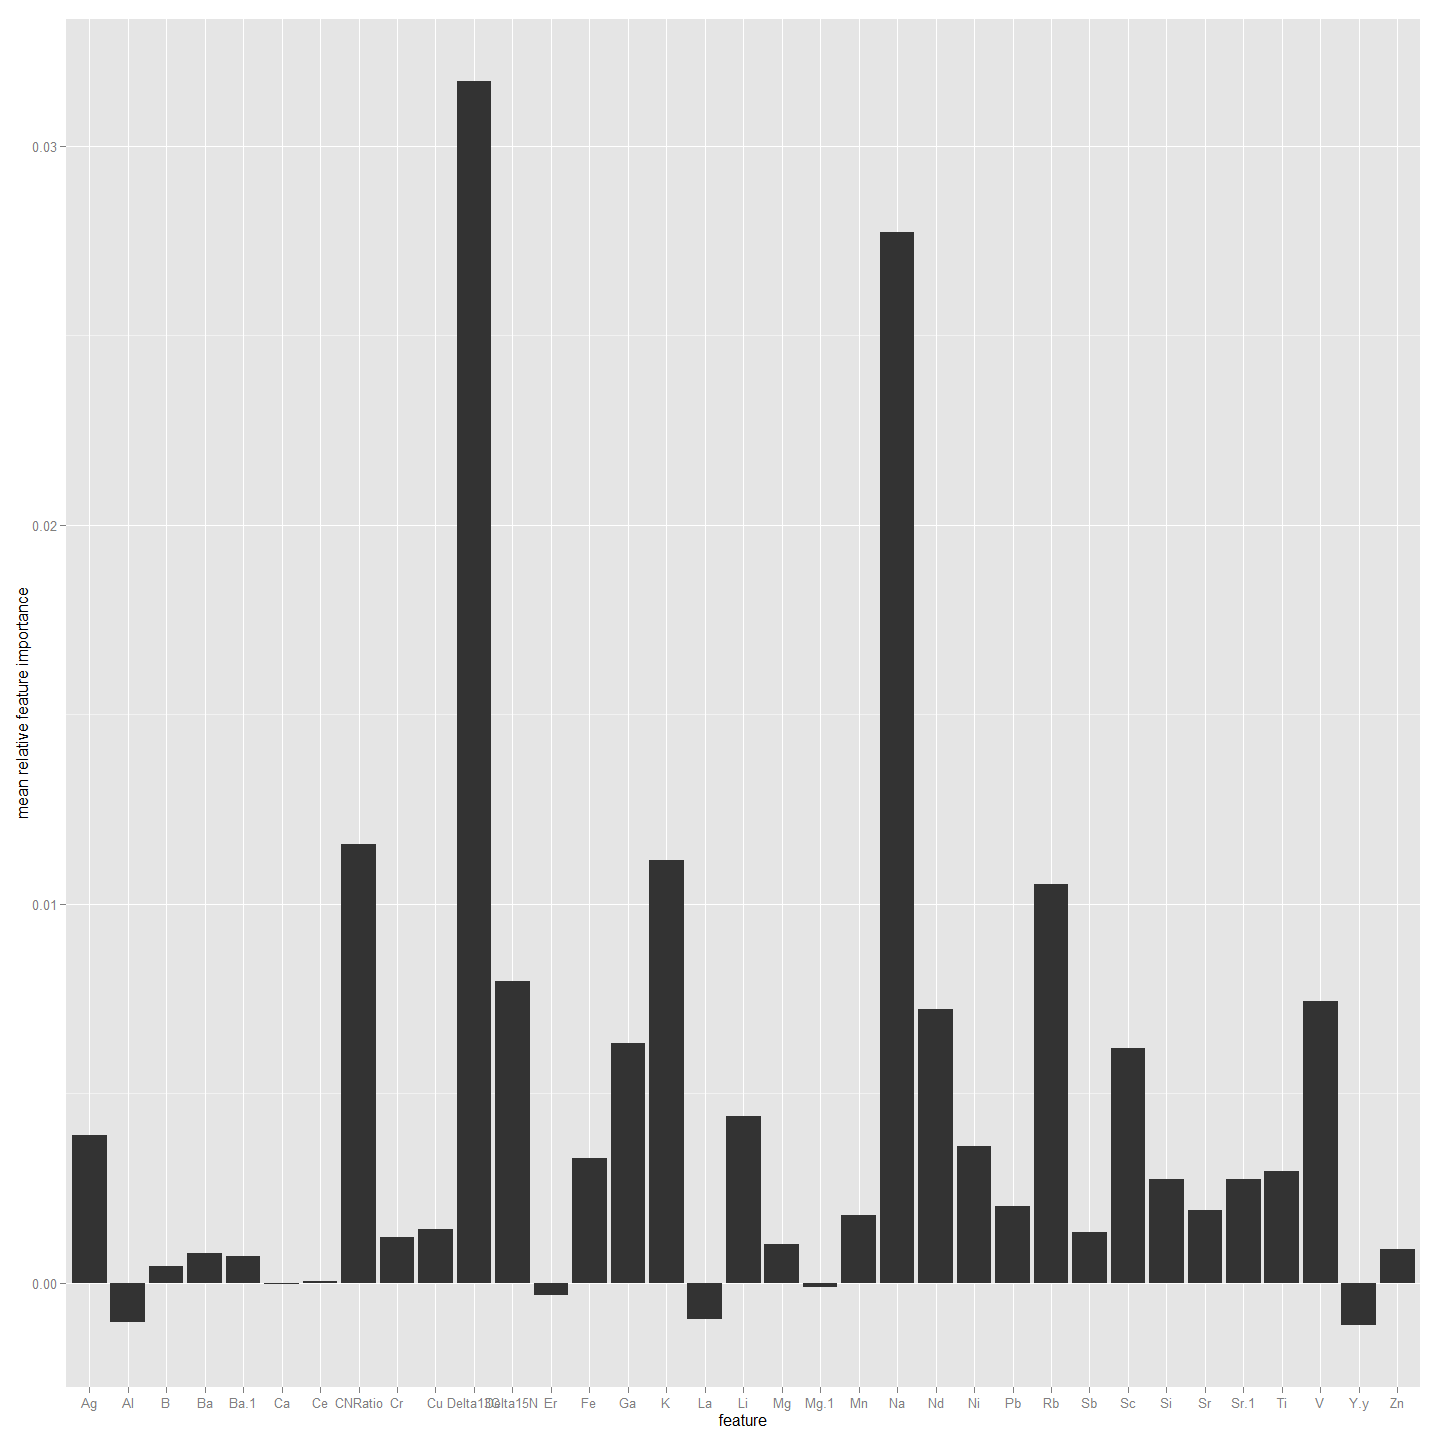 mean relative feature importance
0.03
0.02
0.01
0.00
Ag Al B Ba Ba.1 Ca Ce CNRatio Cr Cu Delta13C Delta15N Er Fe Ga K La Li Mg Mg.1 Mn Na Nd Ni Pb Rb Sb Sc Si Sr Sr.1 Ti V Y.y Zn
feature